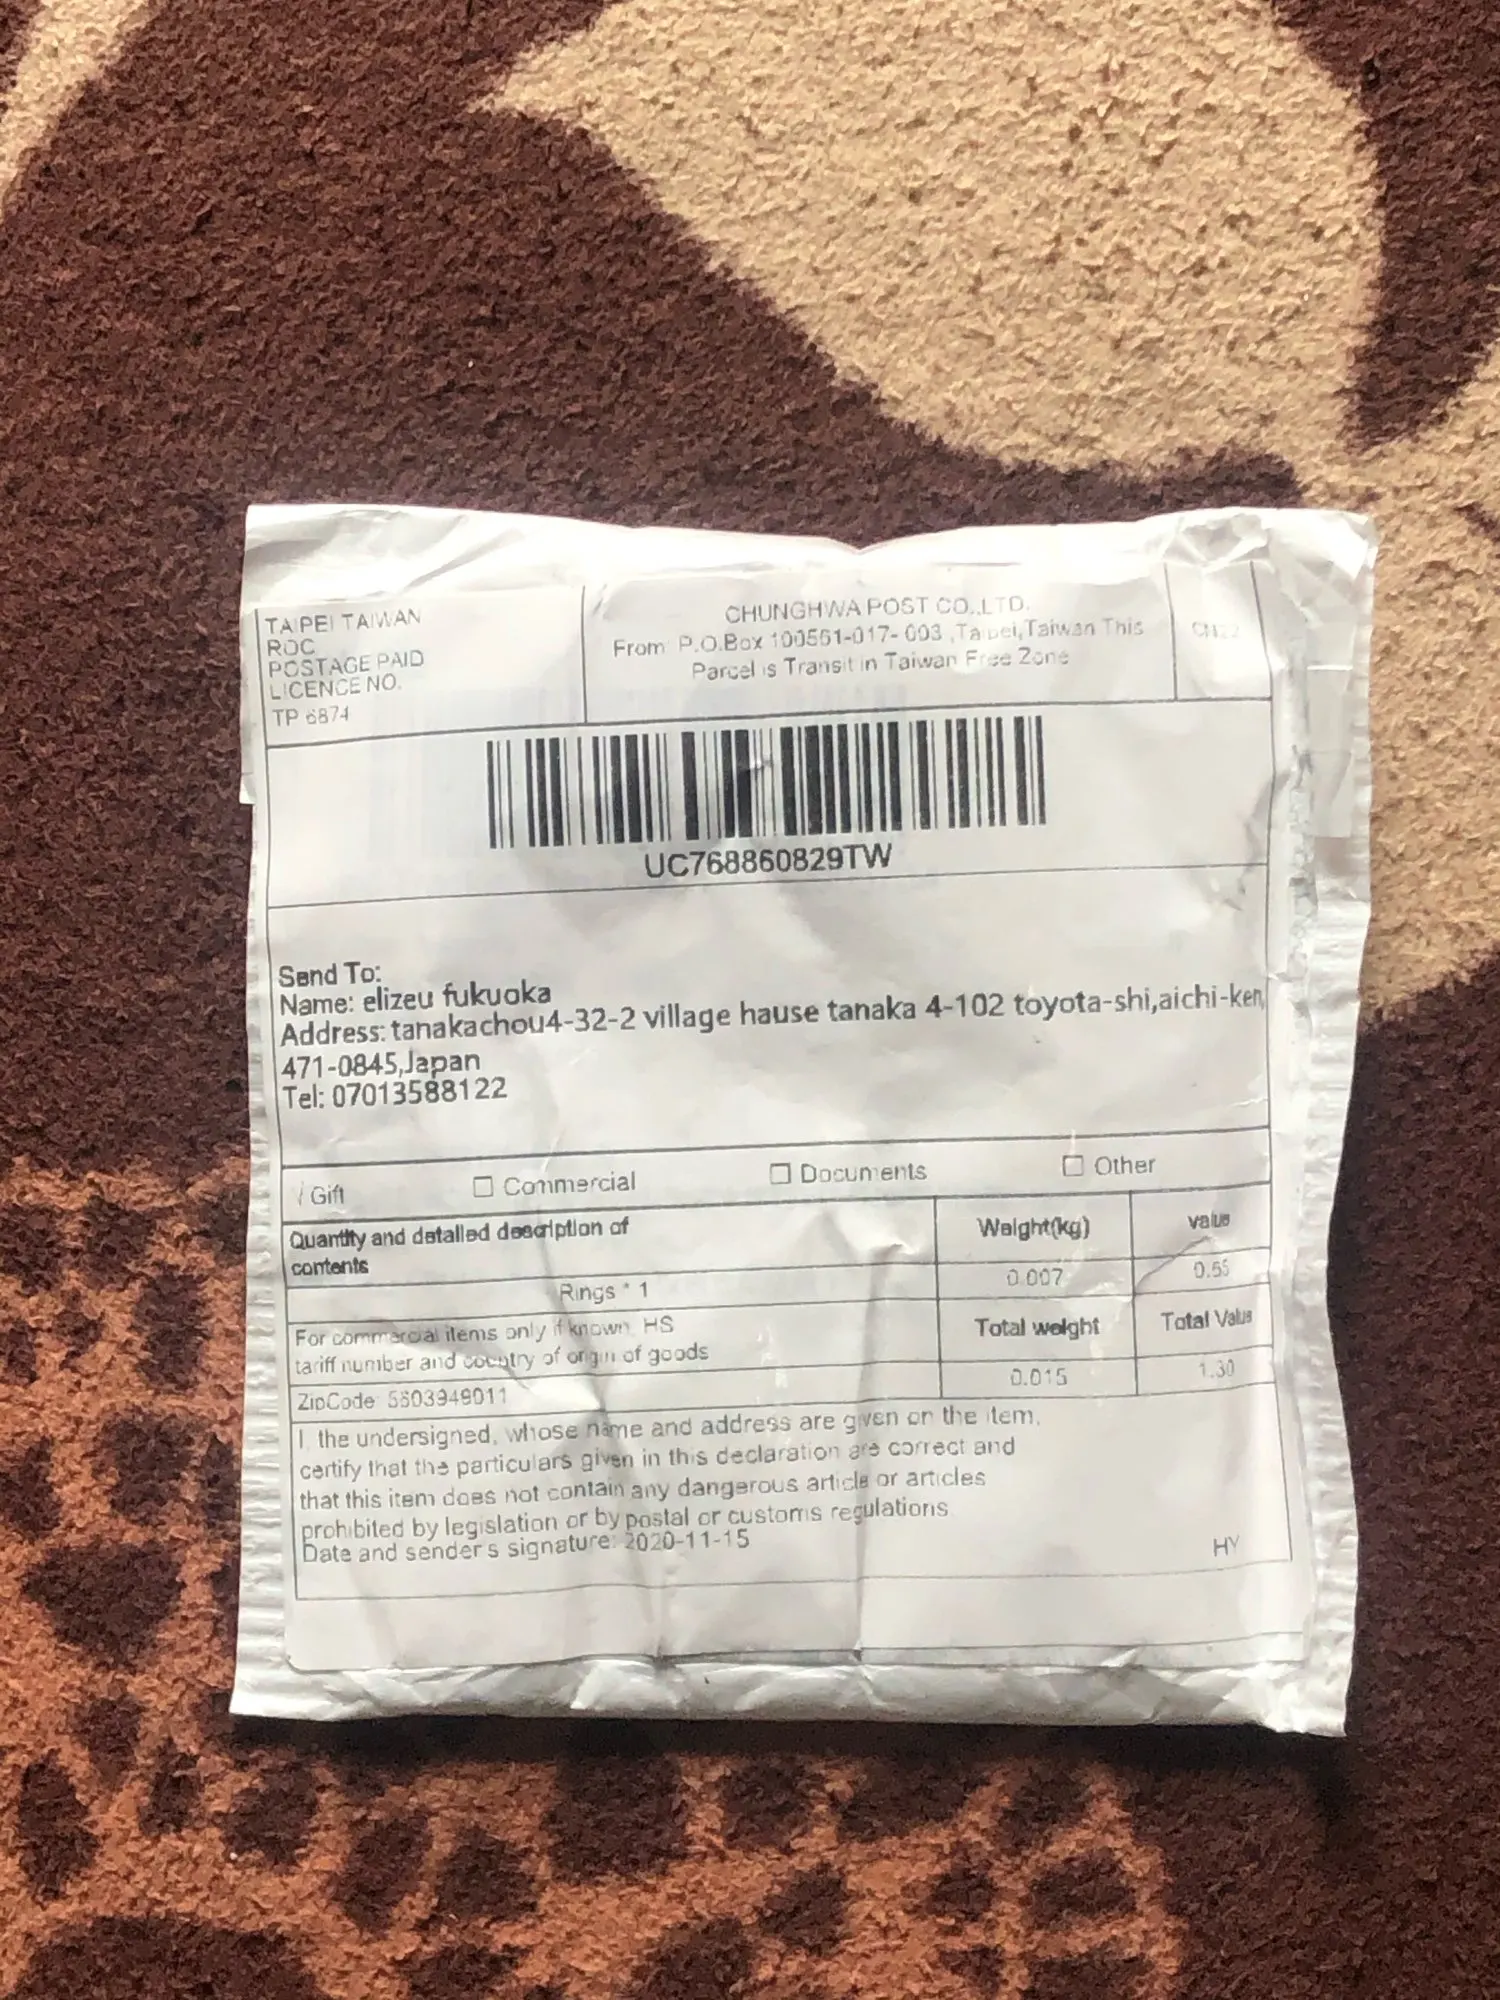 TAIPEI TAIWAN
ROC
POSTAGE PAID
LICENCE NO.
TP 6874
CHUNGHWA POST CO.,LTD.
From: P.O.Box 100561-017-003 ,Taipei,Taiwan This
Parcel is Transit in Taiwan Free Zone
CN22
UC768860829TW
Send To:
Name: elizeu fukuoka
Address: tanakachou4-32-2 village hause tanaka 4-102 toyota-shi,aichi-ken,
471-0845,Japan
Tel: 07013588122
/ Gift
Commercial
Documents
Other
Quantity and detailed description of
contents
Weight(kg)
value
Rings * 1
0.007
0.65
For commercial items only if known, HS
tariff number and country of origin of goods
Total weight
Total Value
ZipCode: 5503948011
0.015
1.30
I, the undersigned, whose name and address are given on the item,
certify that the particulars given in this declaration are correct and
that this item does not contain any dangerous article or articles
prohibited by legislation or by postal or customs regulations
Date and sender s signature: 2020-11-15
HY